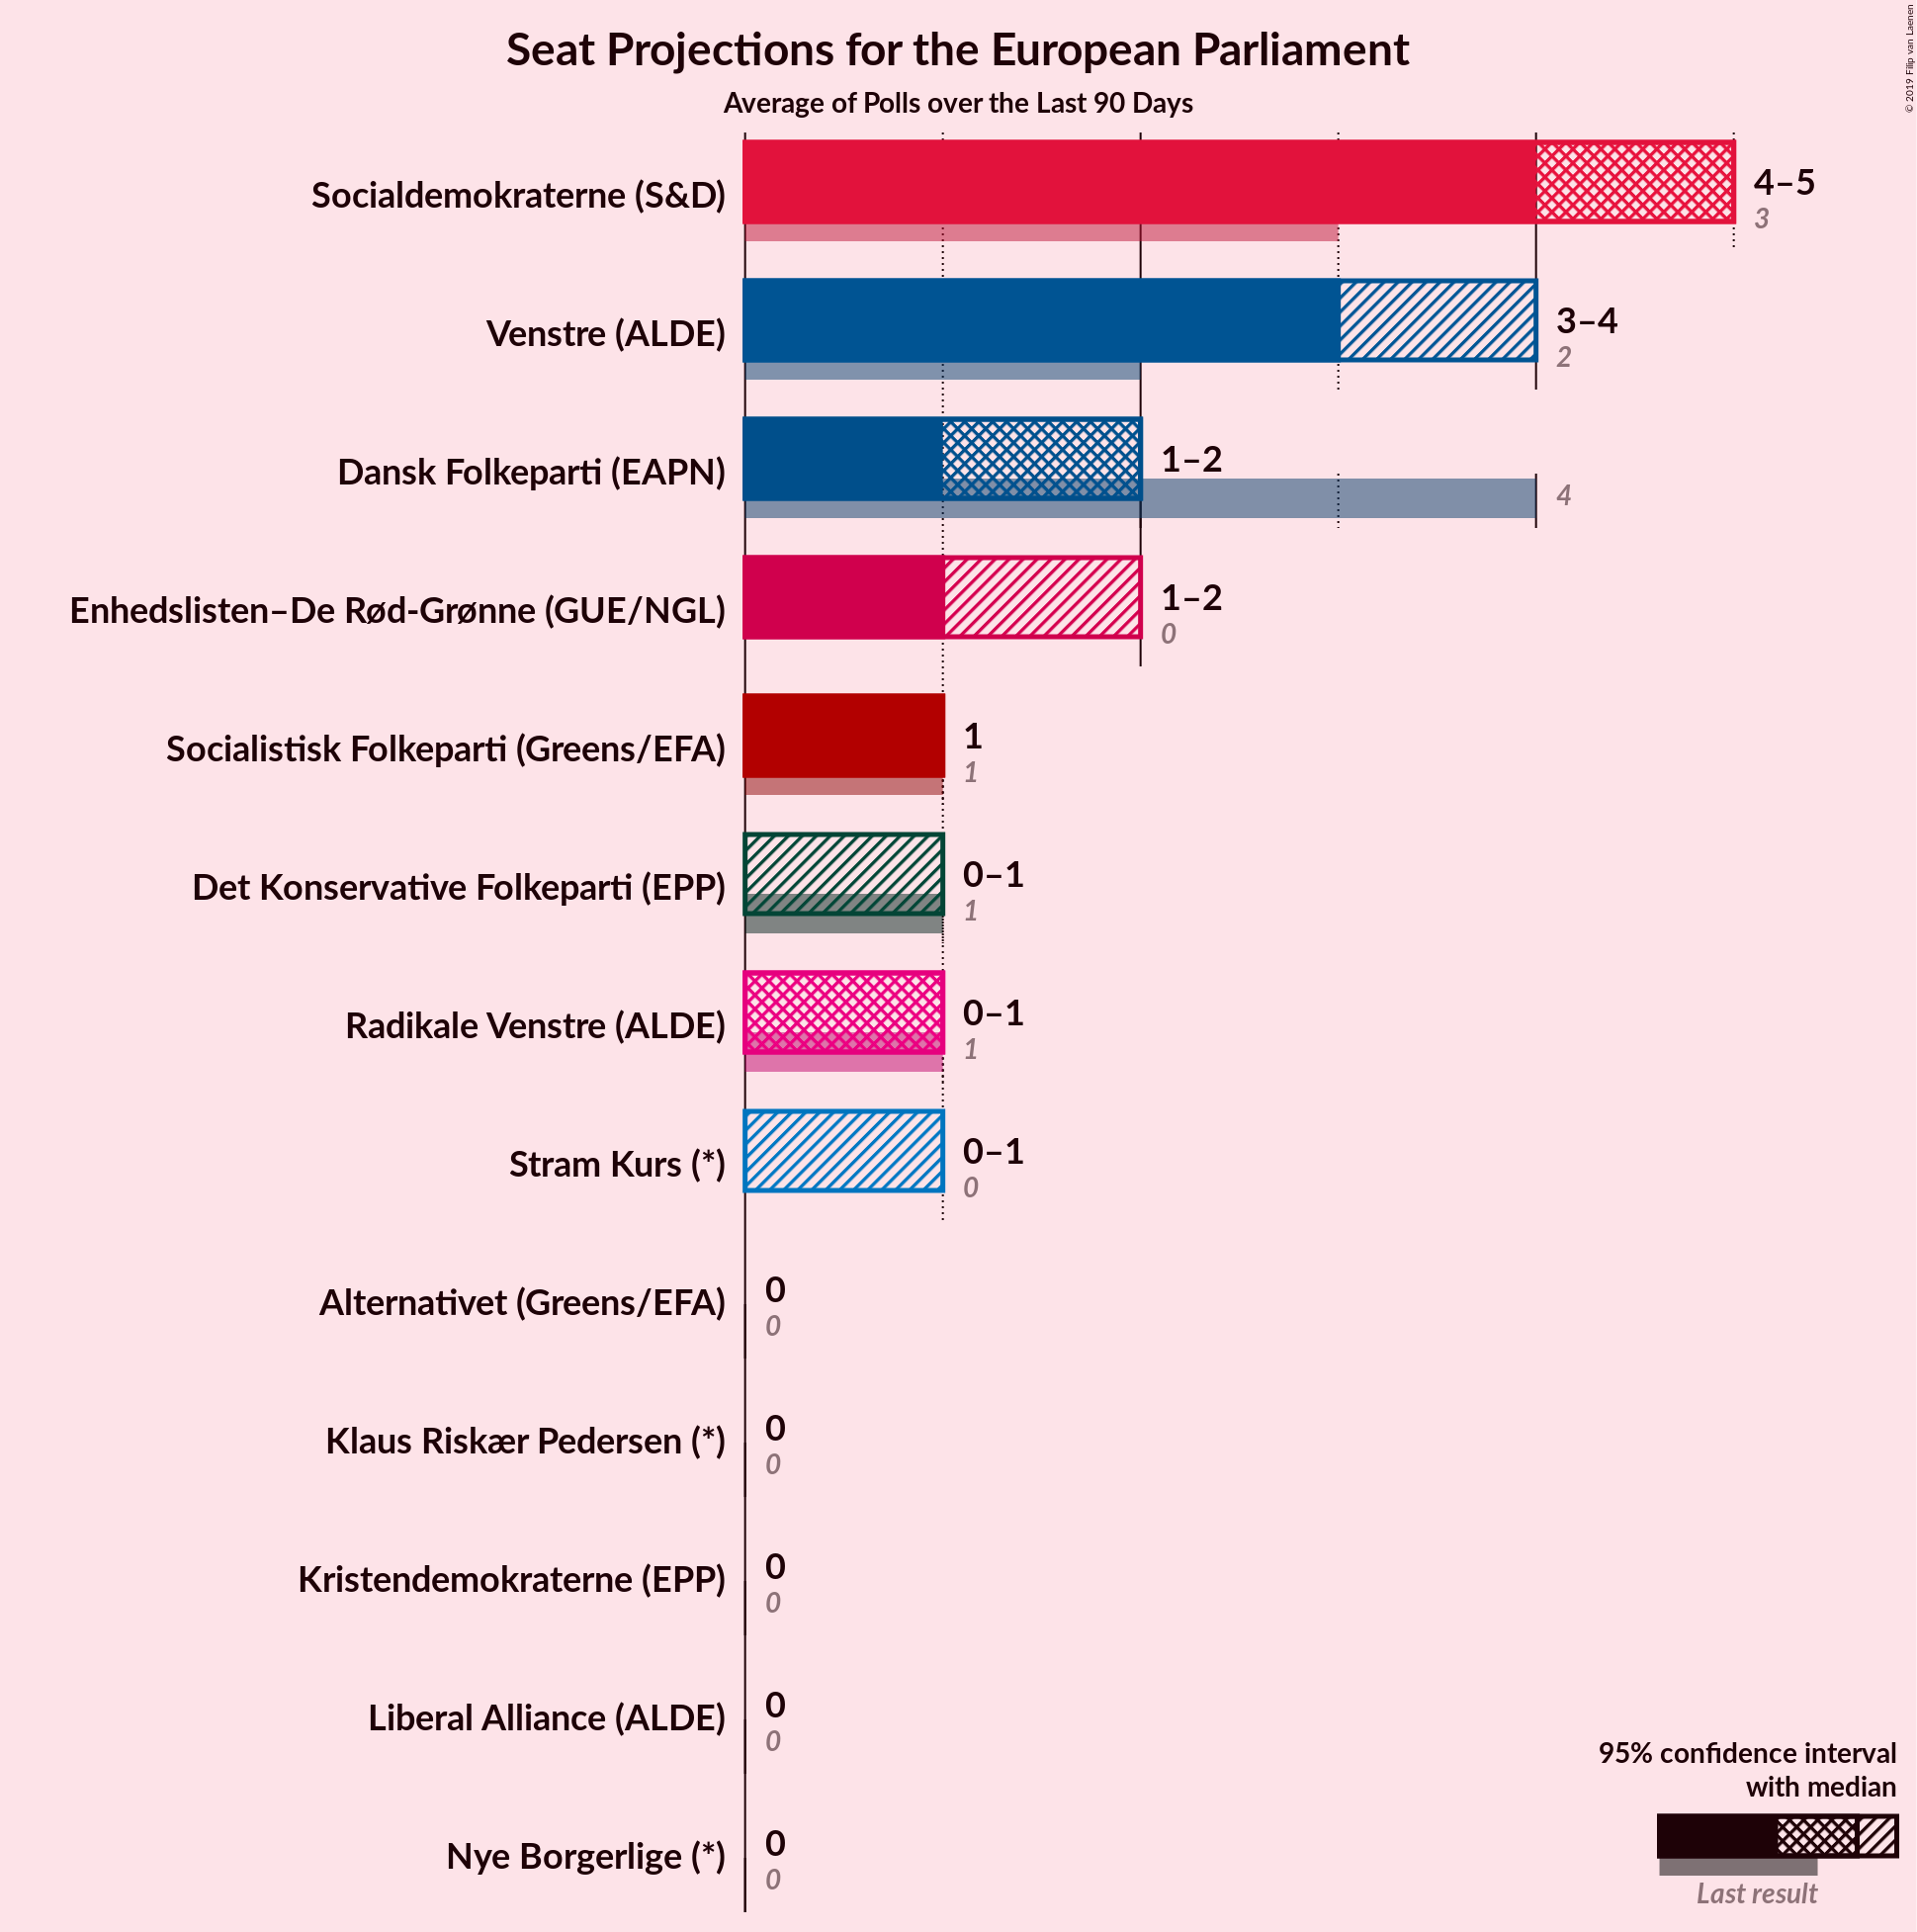 © 2019 Filip van Laenen
Seat Projections for the European Parliament
Average of Polls over the Last 90 Days
Socialdemokraterne (S&D)
4–5
3
Venstre (ALDE)
3–4
2
Dansk Folkeparti (EAPN)
1–2
4
Enhedslisten–De Rød-Grønne (GUE/NGL)
1–2
0
Socialistisk Folkeparti (Greens/EFA)
1
1
Det Konservative Folkeparti (EPP)
0–1
1
Radikale Venstre (ALDE)
0–1
1
Stram Kurs (*)
0–1
0
Alternativet (Greens/EFA)
0
0
Klaus Riskær Pedersen (*)
0
0
Kristendemokraterne (EPP)
0
0
Liberal Alliance (ALDE)
0
0
Nye Borgerlige (*)
0
0
95% confidence interval
with median
Last result